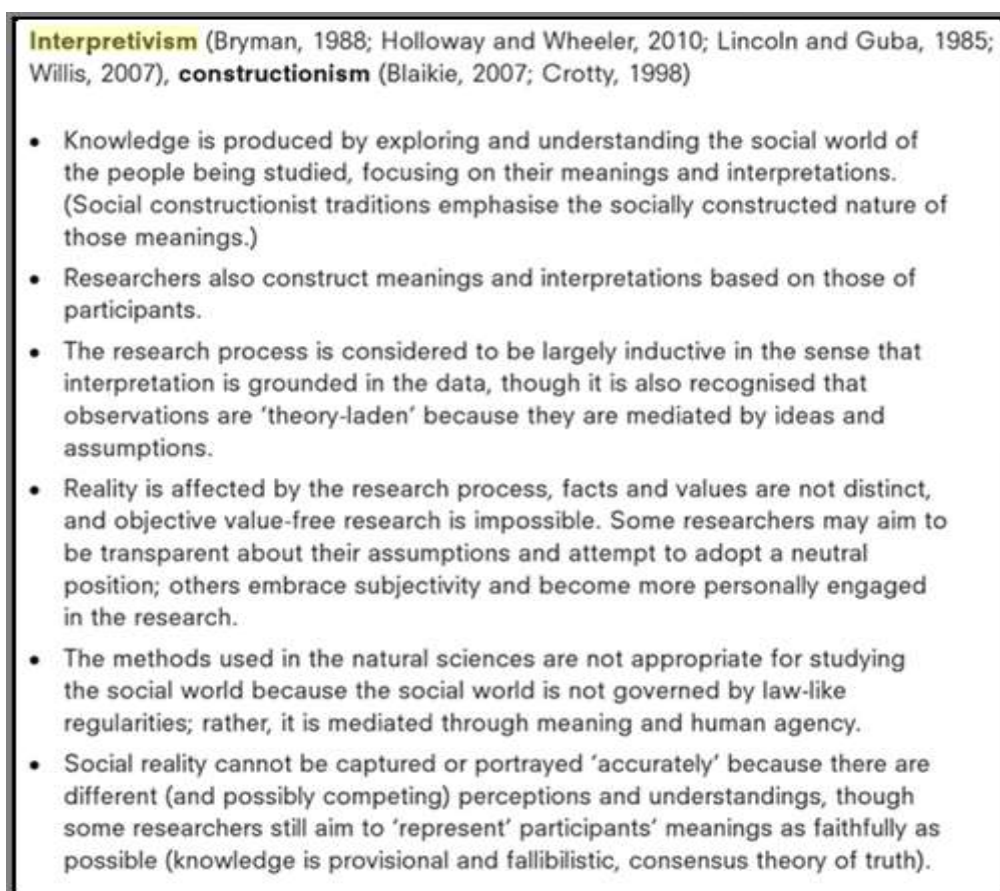 Interpretivism (Bryman, 1988; Holloway and Wheeler, 2010; Lincoln and Guba, 1985;
Willis, 2007), constructionism (Blaikie, 2007; Crotty, 1998)
• Knowledge is produced by exploring and understanding the social world of
the people being studied, focusing on their meanings and interpretations.
(Social constructionist traditions emphasise the socially constructed nature of
those meanings.)
• Researchers also construct meanings and interpretations based on those of
participants.
• The research process is considered to be largely inductive in the sense that
interpretation is grounded in the data, though it is also recognised that
observations are ‘theory-laden’ because they are mediated by ideas and
assumptions.
• Reality is affected by the research process, facts and values are not distinct,
and objective value-free research is impossible. Some researchers may aim to
be transparent about their assumptions and attempt to adopt a neutral
position; others embrace subjectivity and become more personally engaged
in the research.
• The methods used in the natural sciences are not appropriate for studying
the social world because the social world is not governed by law-like
regularities; rather, it is mediated through meaning and human agency.
• Social reality cannot be captured or portrayed ‘accurately’ because there are
different (and possibly competing) perceptions and understandings, though
some researchers still aim to ‘represent’ participants’ meanings as faithfully as
possible (knowledge is provisional and fallibilistic, consensus theory of truth).